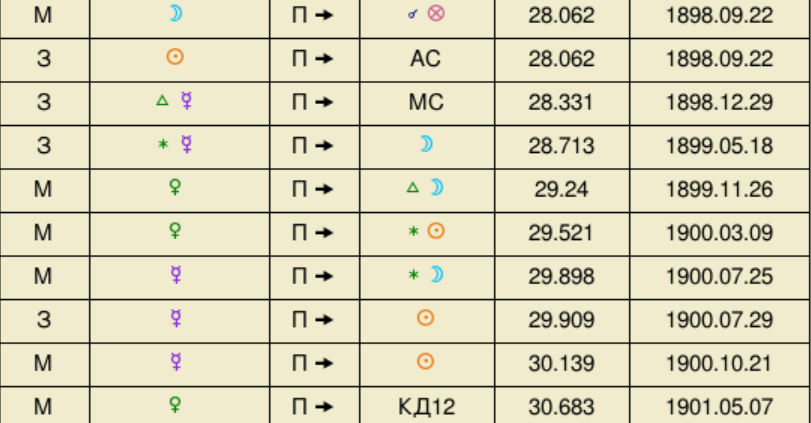 М ☽ П → ☌ ⊗ 28.062 1898.09.22
З ☉ П → АС 28.062 1898.09.22
З △ ☿ П → МС 28.331 1898.12.29
З ⚹ ☿ П → ☽ 28.713 1899.05.18
М ♀ П → △ ☽ 29.24 1899.11.26
М ♀ П → ⚹ ☉ 29.521 1900.03.09
М ☿ П → ⚹ ☽ 29.898 1900.07.25
З ☿ П → ☉ 29.909 1900.07.29
М ☿ П → ☉ 30.139 1900.10.21
М ♀ П → КД12 30.683 1901.05.07